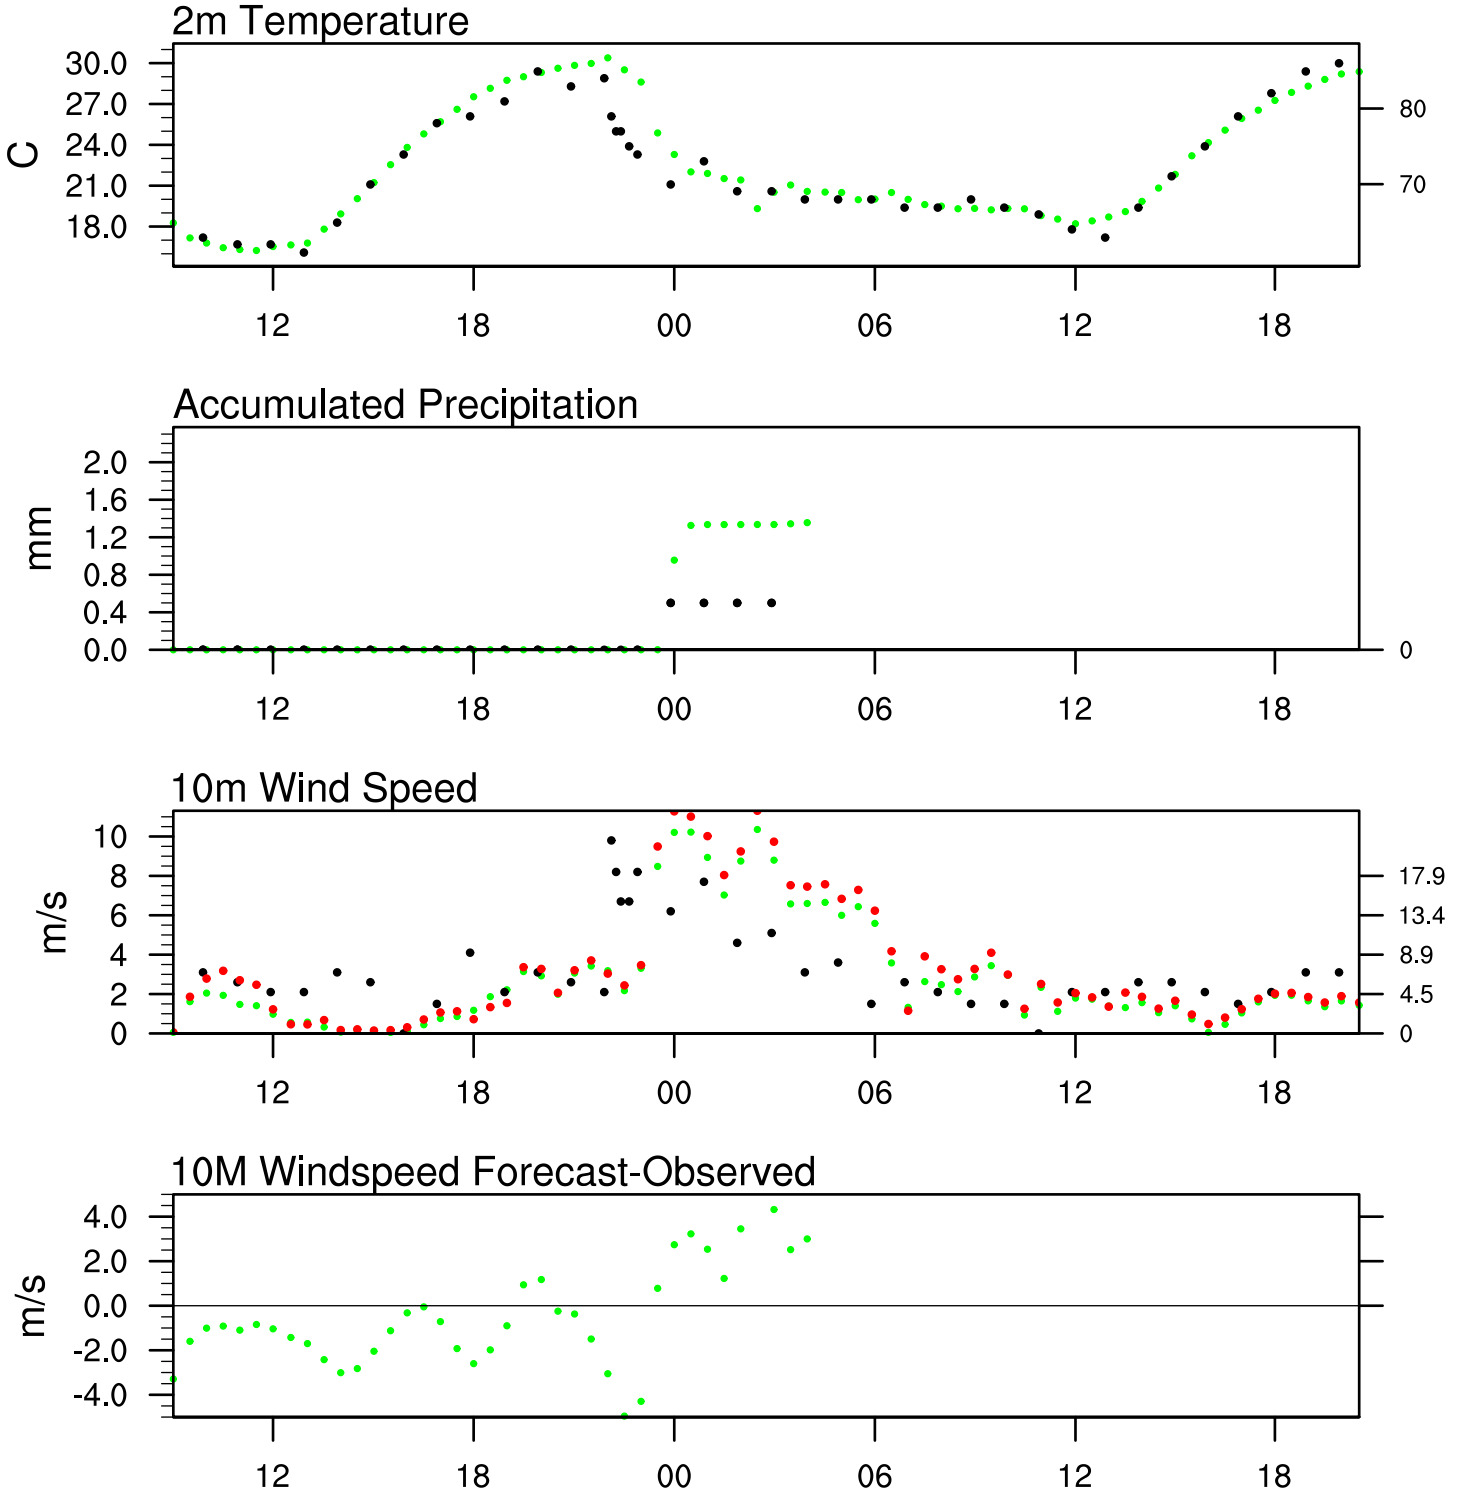 2m Temperature
30.0
27.0
24.0
21.0
18.0
C
80
70
12 18 00 06 12 18
Accumulated Precipitation
2.0
1.6
1.2
0.8
0.4
0.0
mm
0
12 18 00 06 12 18
10m Wind Speed
10
8
6
4
2
0
m/s
17.9
13.4
8.9
4.5
0
12 18 00 06 12 18
10M Windspeed Forecast-Observed
4.0
2.0
0.0
-2.0
-4.0
m/s
12 18 00 06 12 18